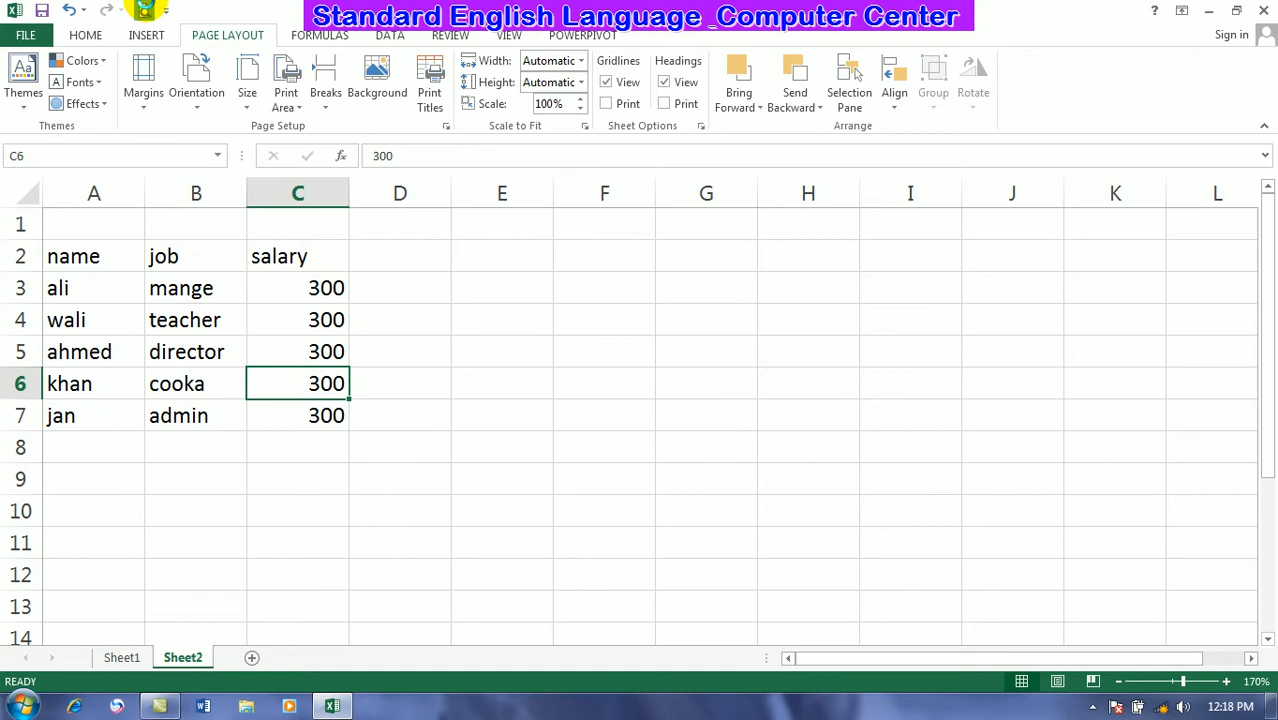 Standard English Language _Computer Center
?
FILE HOME INSERT PAGE LAYOUT FORMULAS DATA REVIEW VIEW POWERPIVOT Sign in
Themes
Colors
Fonts
Effects
Themes
Margins Orientation Size Print Area Breaks Background Print Titles
Page Setup
Width: Automatic
Height: Automatic
Scale: 100%
Scale to Fit
Gridlines Headings
View View
Print Print
Sheet Options
Bring Forward Send Backward Selection Pane Align Group Rotate
Arrange
C6 fx 300
A B C D E F G H I J K L
1
2 name job salary
3 ali mange 300
4 wali teacher 300
5 ahmed director 300
6 khan cooka 300
7 jan admin 300
8
9
10
11
12
13
14
Sheet1 Sheet2
READY 170%
12:18 PM